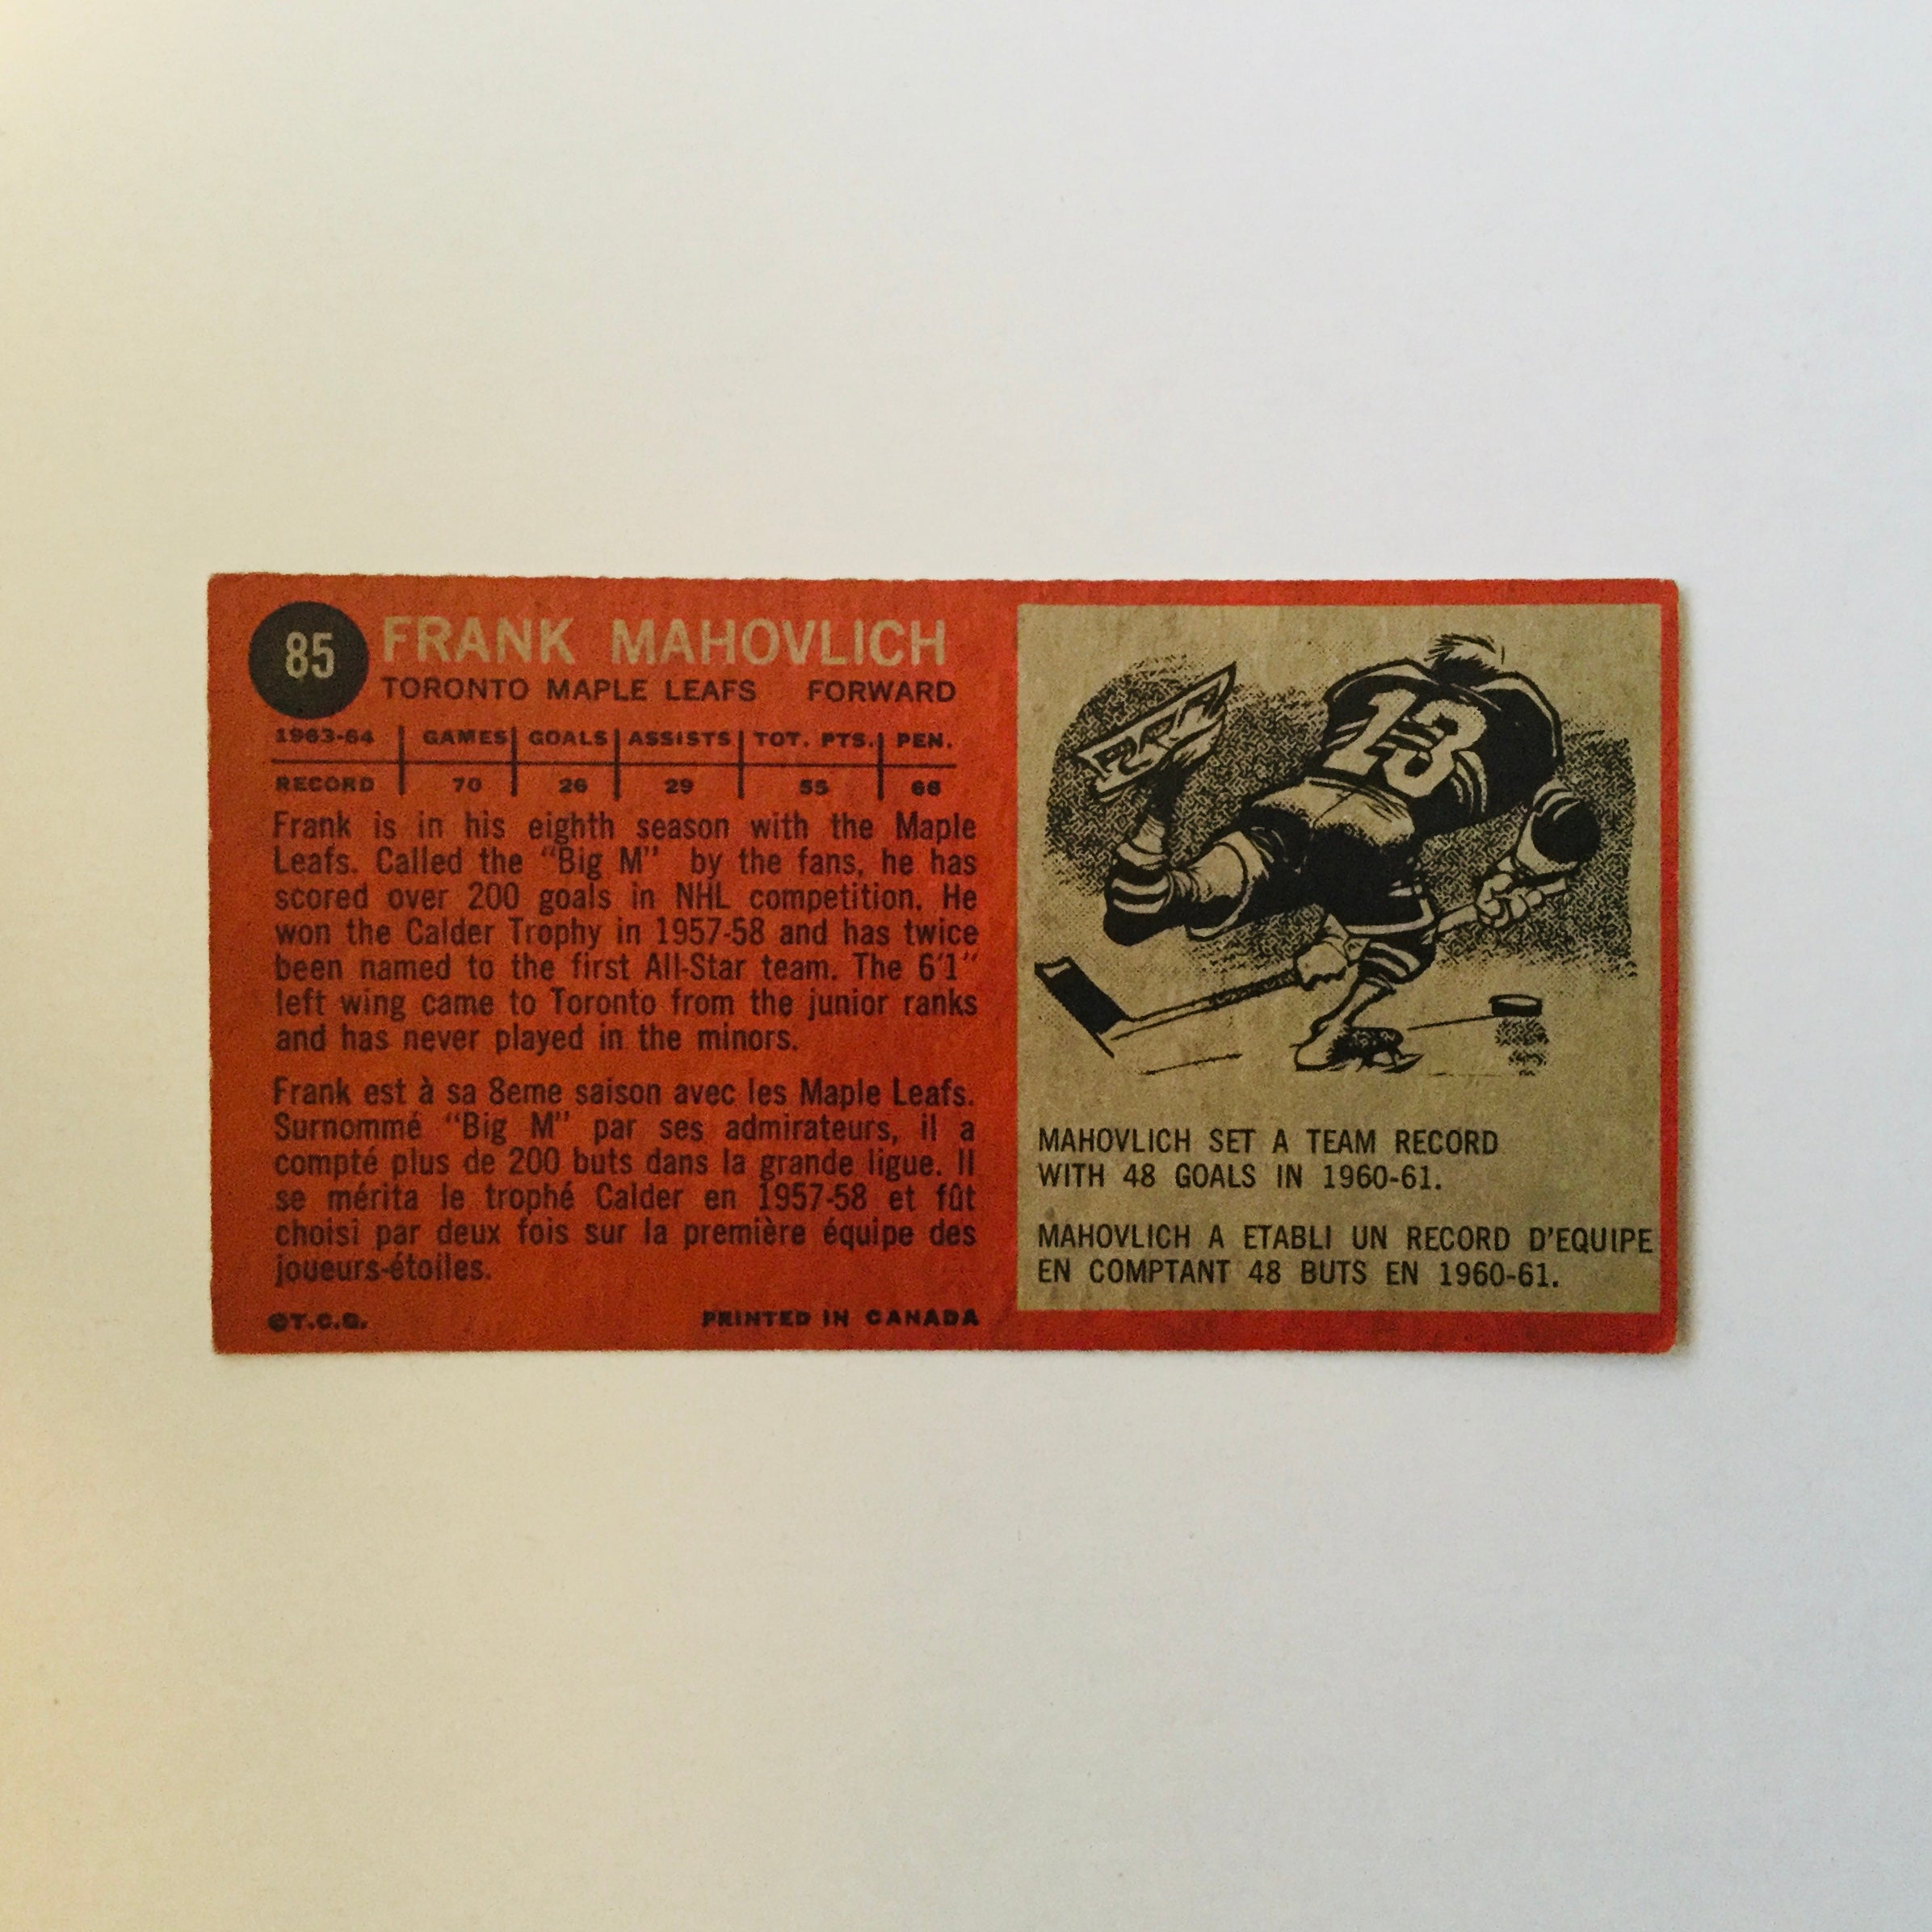 85
FRANK MAHOVLICH
TORONTO MAPLE LEAFS FORWARD
1963-64 GAMES GOALS ASSISTS TOT. PTS. PEN.
RECORD 70 26 29 55 66
Frank is in his eighth season with the Maple
Leafs. Called the "Big M" by the fans, he has
scored over 200 goals in NHL competition. He
won the Calder Trophy in 1957-58 and has twice
been named to the first All-Star team. The 6'1"
left wing came to Toronto from the junior ranks
and has never played in the minors.
Frank est à sa 8eme saison avec les Maple Leafs.
Surnommé "Big M" par ses admirateurs, il a
compté plus de 200 buts dans la grande ligue. Il
se mérita le trophé Calder en 1957-58 et fût
choisi par deux fois sur la première équipe des
joueurs-étoiles.
©T.C.G. PRINTED IN CANADA
13
MAHOVLICH SET A TEAM RECORD
WITH 48 GOALS IN 1960-61.
MAHOVLICH A ETABLI UN RECORD D'EQUIPE
EN COMPTANT 48 BUTS EN 1960-61.